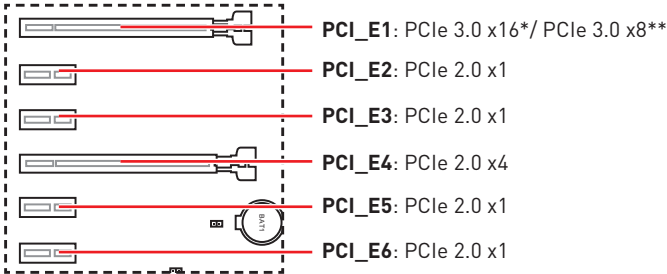 PCI_E1: PCIe 3.0 x16*/ PCIe 3.0 x8**
PCI_E2: PCIe 2.0 x1
PCI_E3: PCIe 2.0 x1
PCI_E4: PCIe 2.0 x4
PCI_E5: PCIe 2.0 x1
BAT1
PCI_E6: PCIe 2.0 x1